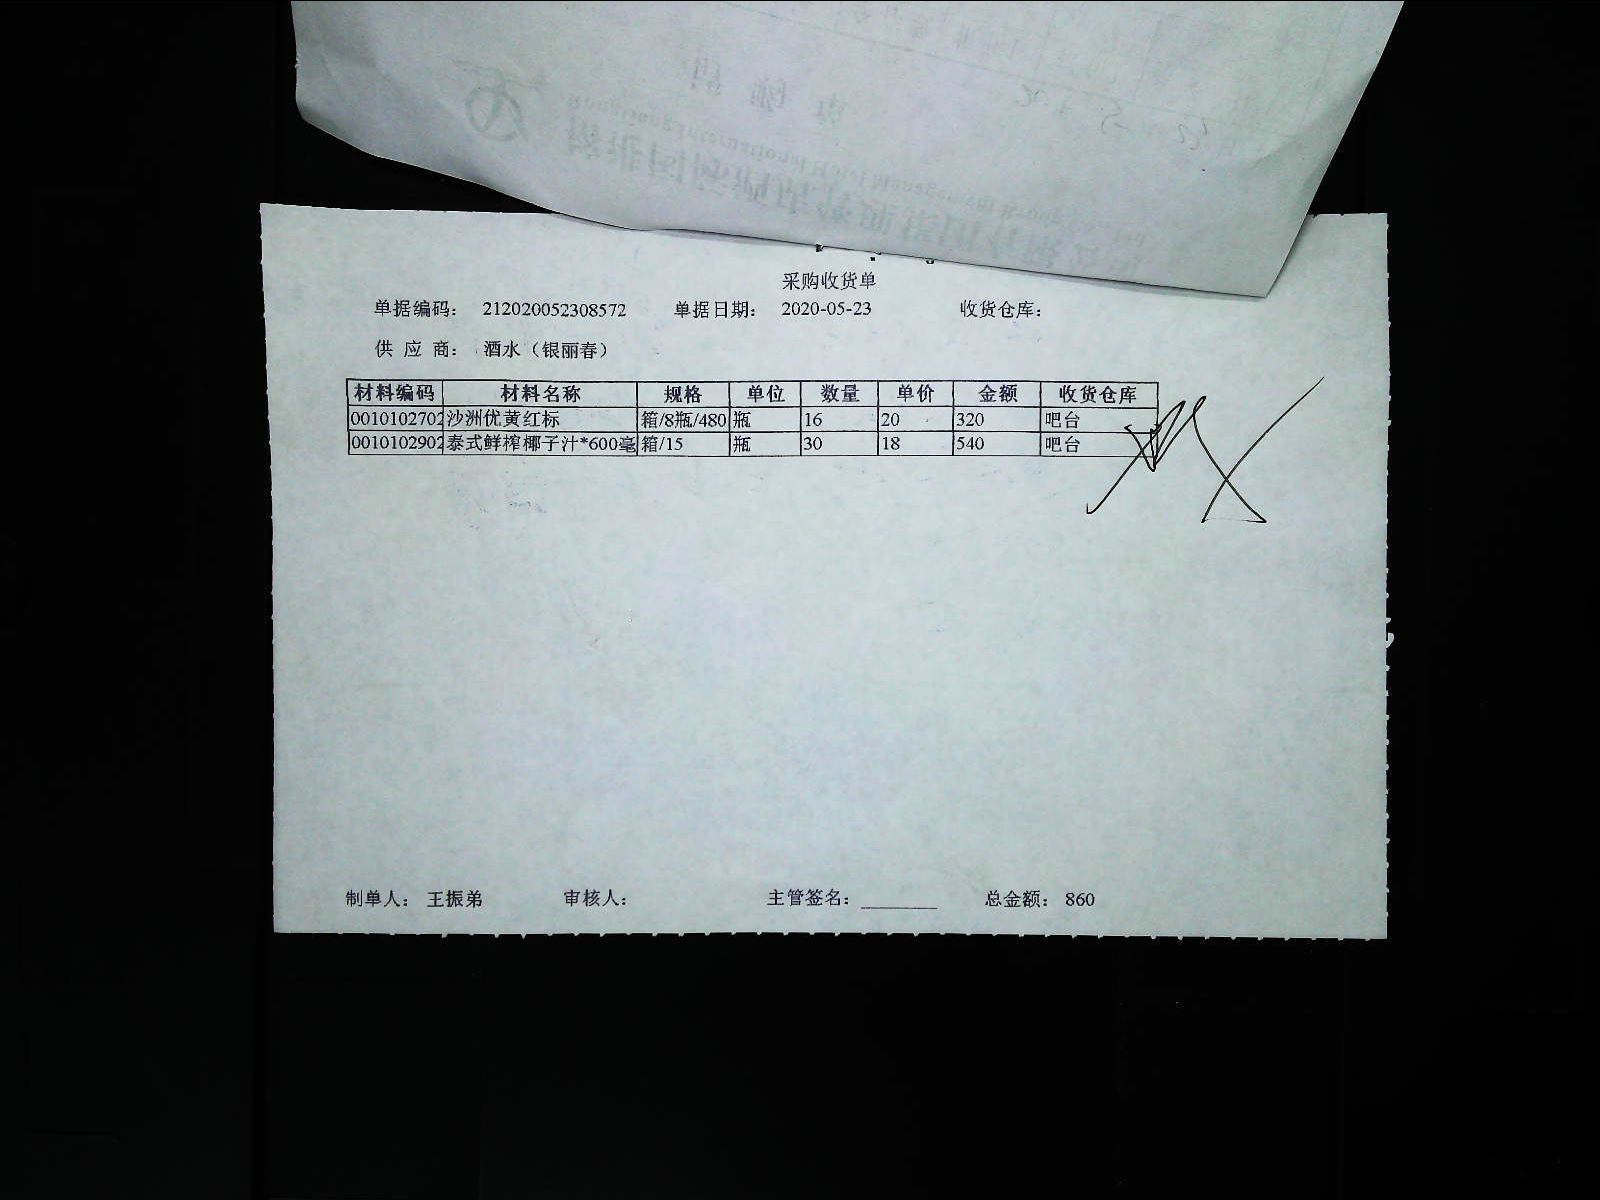 采购收货单
单据编码： 212020052308572 单据日期： 2020-05-23 收货仓库：
供 应 商： 酒水（银丽春）
材料编码 材料名称 规格 单位 数量 单价 金额 收货仓库
0010102702 沙洲优黄红标 箱/8瓶/480 瓶 16 20 320 吧台
0010102902 泰式鲜榨椰子汁*600毫 箱/15 瓶 30 18 540 吧台
制单人： 王振弟 审核人： 主管签名： ________ 总金额： 860